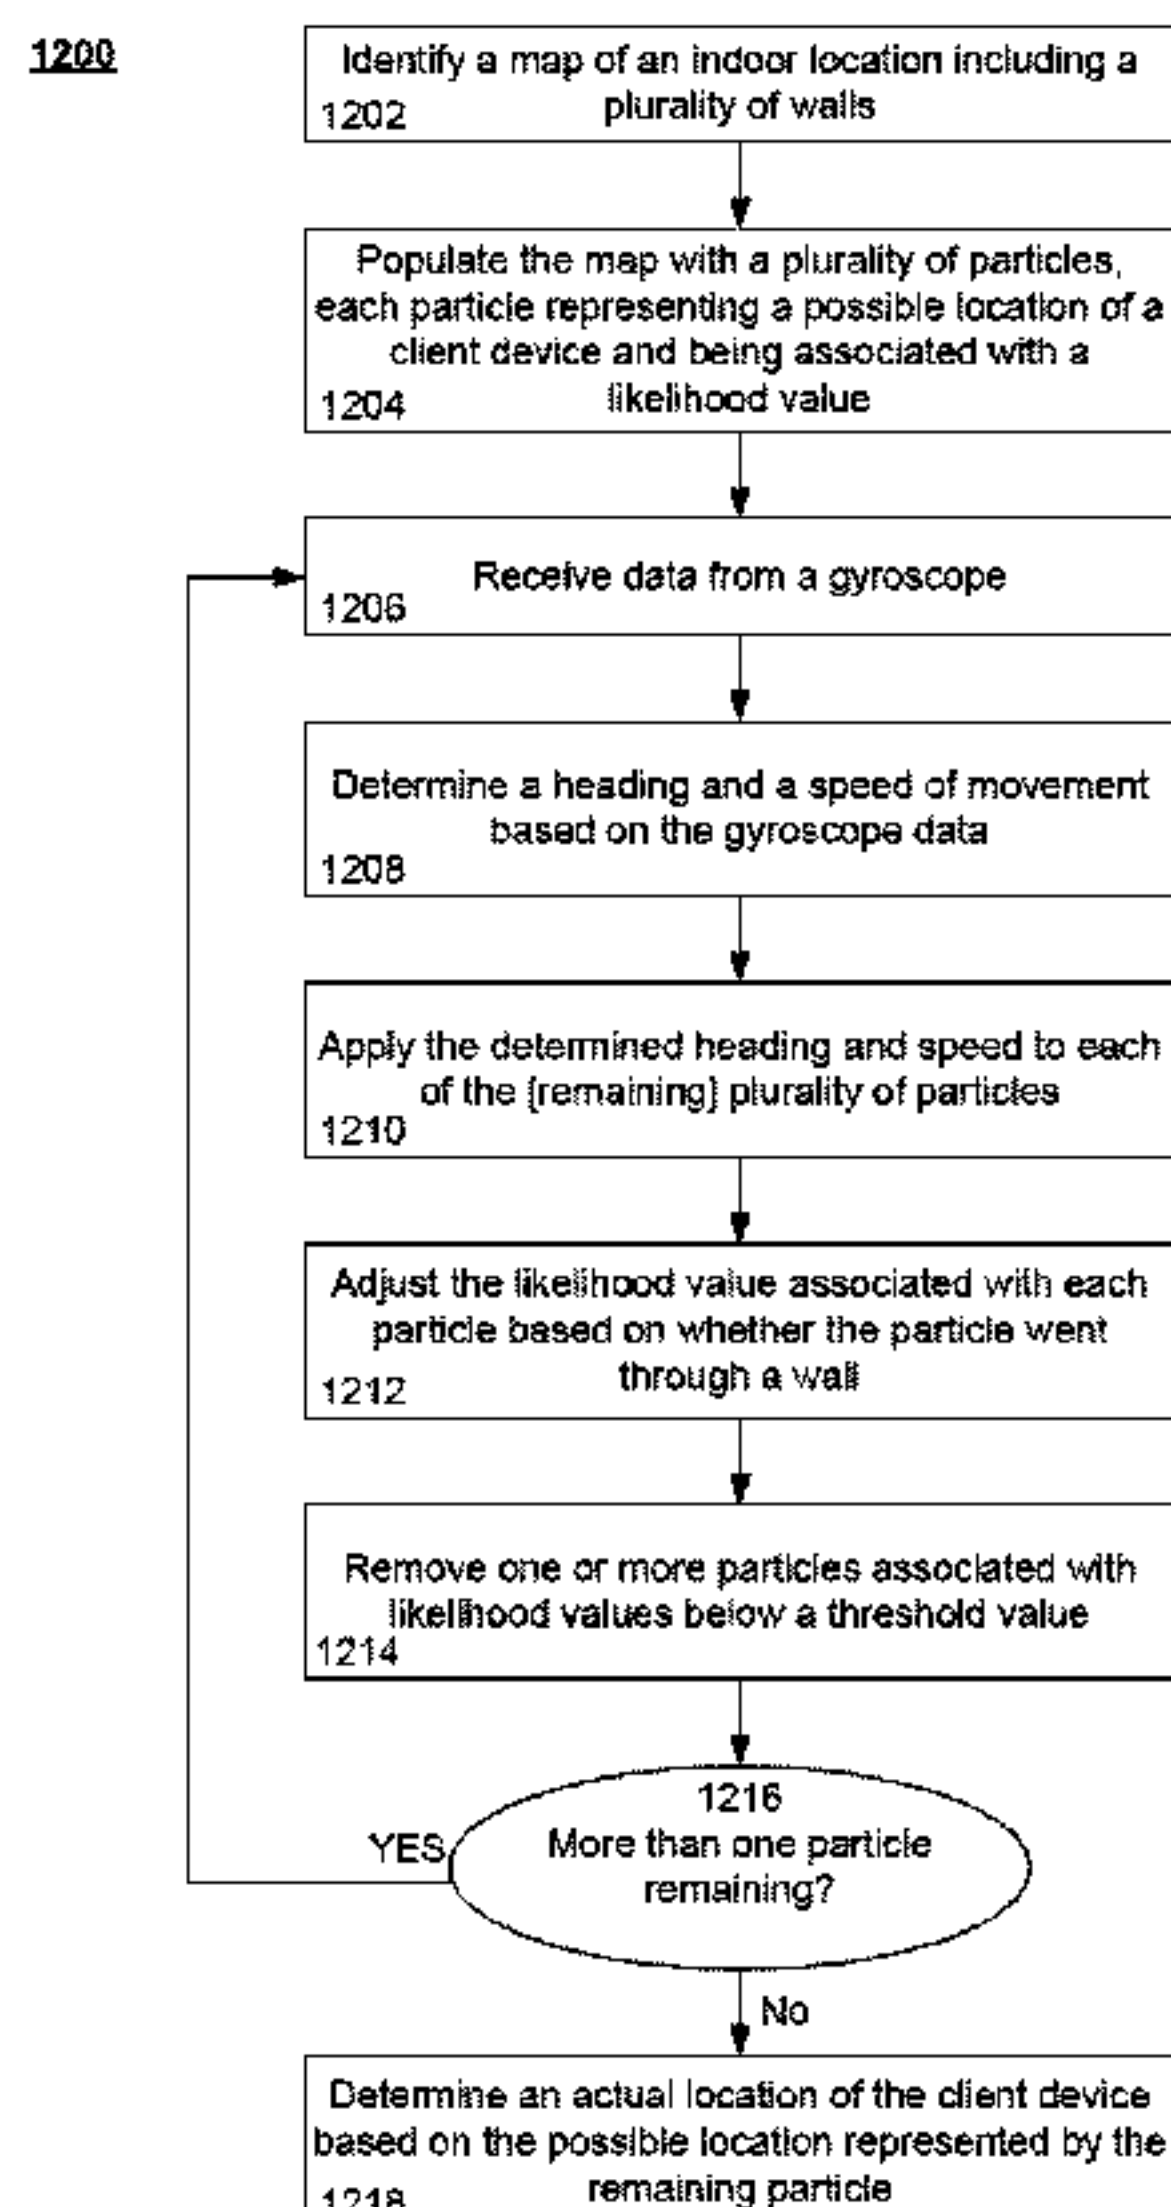 1200
Identify a map of an indoor location including a
plurality of walls
1202
Populate the map with a plurality of particles,
each particle representing a possible location of a
client device and being associated with a
likelihood value
1204
Receive data from a gyroscope
1206
Determine a heading and a speed of movement
based on the gyroscope data
1208
Apply the determined heading and speed to each
of the [remaining] plurality of particles
1210
Adjust the likelihood value associated with each
particle based on whether the particle went
through a wall
1212
Remove one or more particles associated with
likelihood values below a threshold value
1214
1216
More than one particle
remaining?
YES
No
Determine an actual location of the client device
based on the possible location represented by the
remaining particle
1218